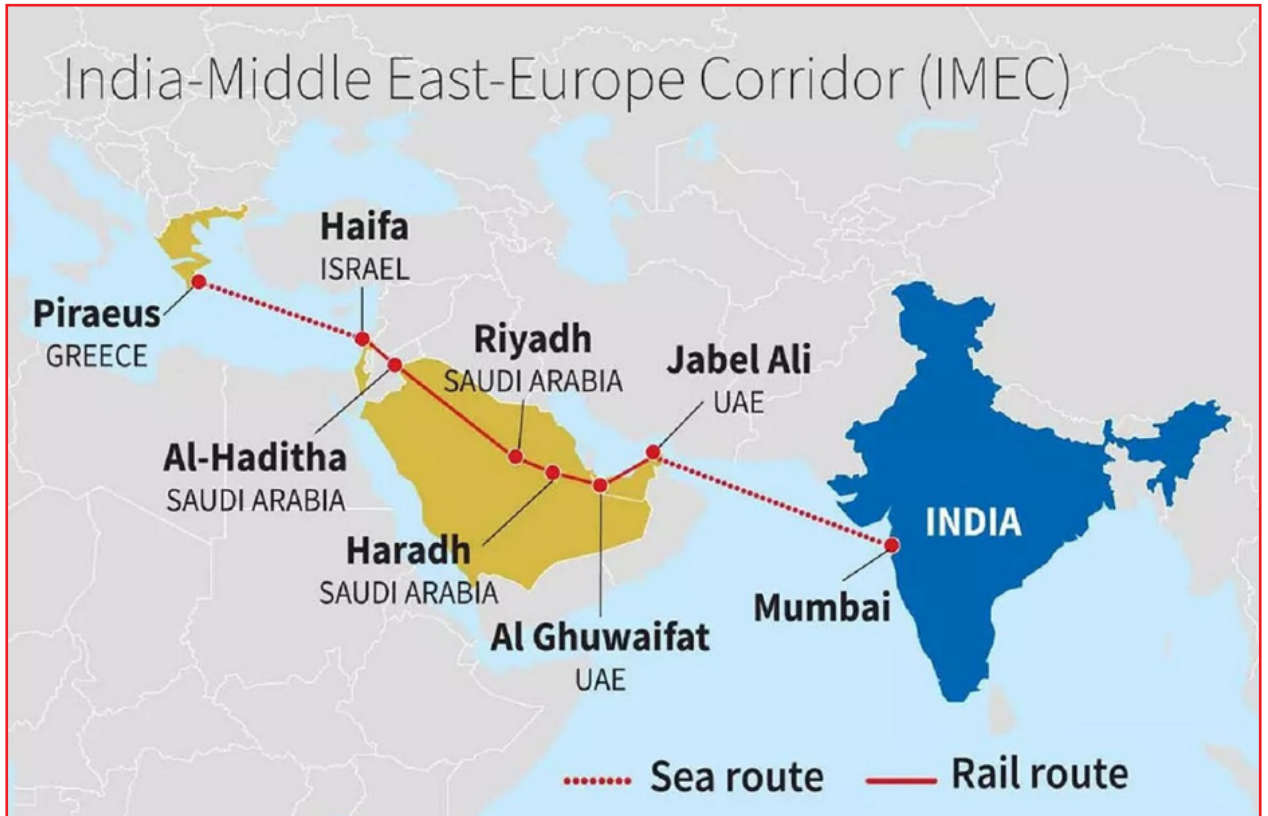 India-Middle East-Europe Corridor (IMEC)
Haifa
ISRAEL
Piraeus
GREECE
Riyadh
SAUDI ARABIA
Jabel Ali
UAE
Al-Haditha
SAUDI ARABIA
INDIA
Haradh
SAUDI ARABIA
Mumbai
Al Ghuwaifat
UAE
Sea route
Rail route